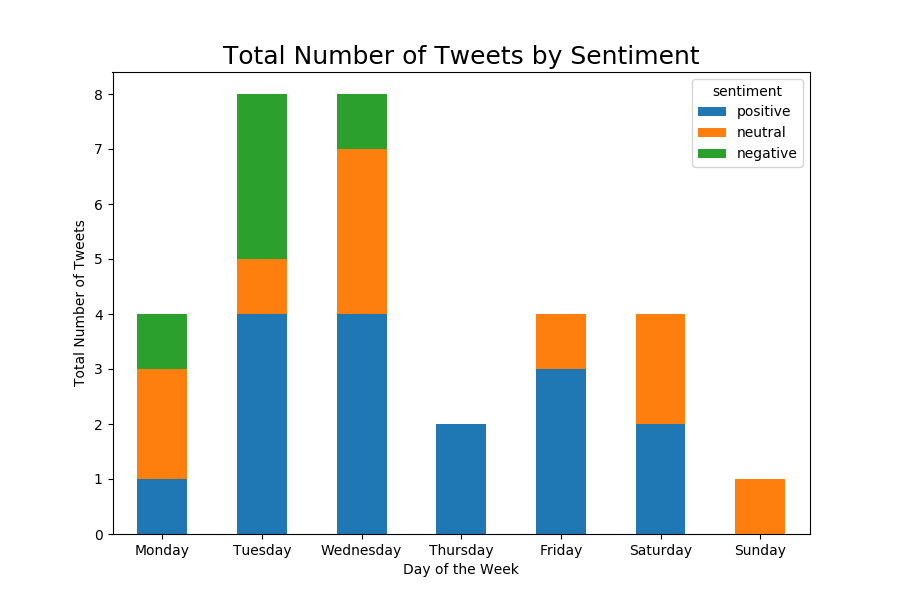 Total Number of Tweets by Sentiment
sentiment
positive
neutral
negative
Total Number of Tweets
8
7
6
5
4
3
2
1
0
Monday Tuesday Wednesday Thursday Friday Saturday Sunday
Day of the Week